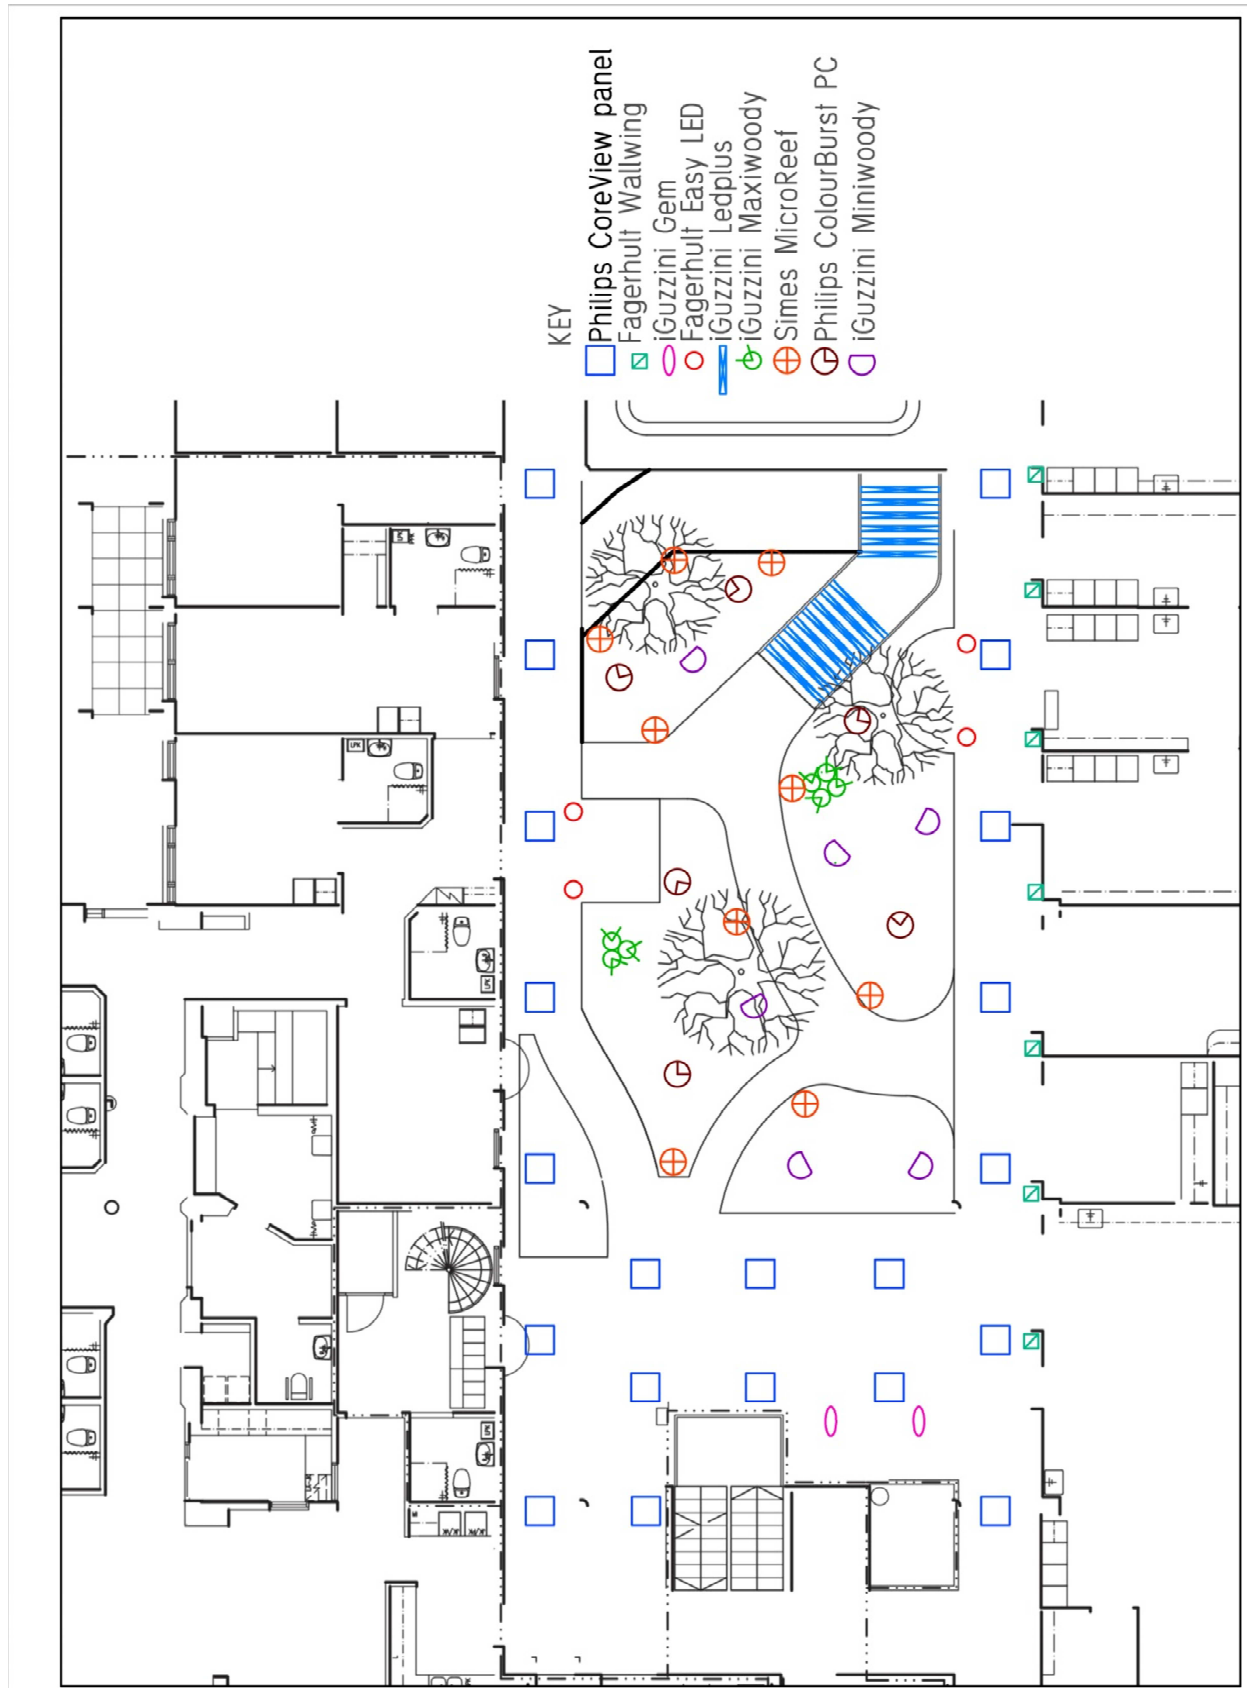 KEY
Philips CoreView panel
Fagerhult Wallwing
iGuzzini Gem
Fagerhult Easy LED
iGuzzini Ledplus
iGuzzini Maxiwoody
Simes MicroReef
Philips ColourBurst PC
iGuzzini Miniwoody